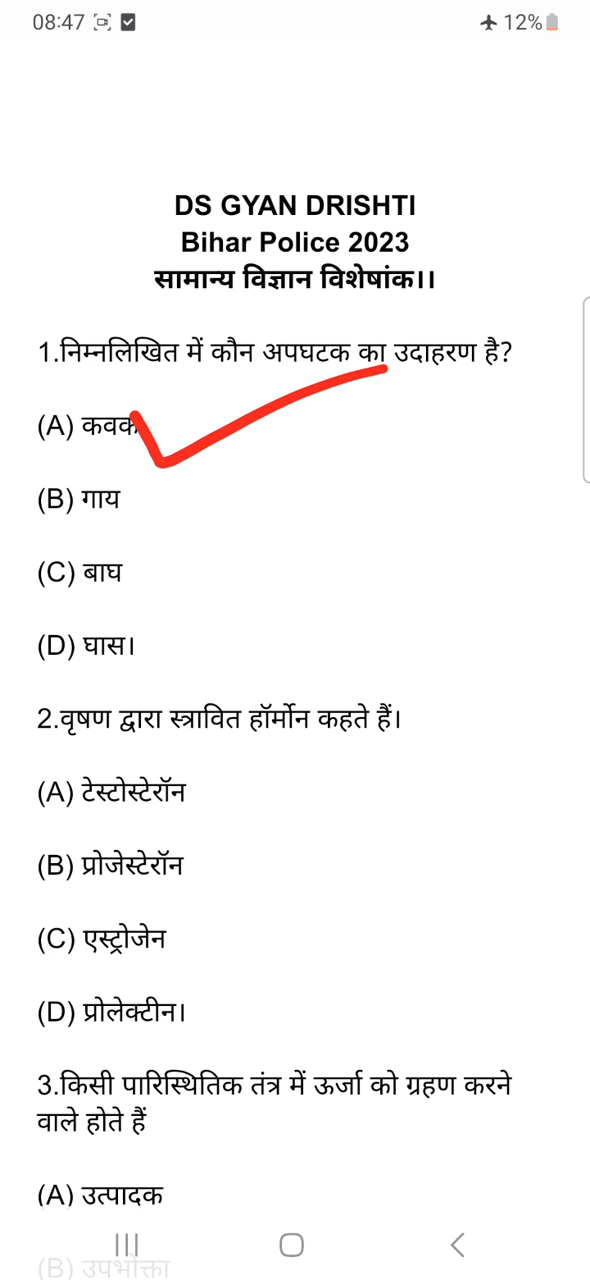 08:47
12%
DS GYAN DRISHTI
Bihar Police 2023
सामान्य विज्ञान विशेषांक।।
1.निम्नलिखित में कौन अपघटक का उदाहरण है?
(A) कवक
(B) गाय
(C) बाघ
(D) घास।
2.वृषण द्वारा स्त्रावित हॉर्मोन कहते हैं।
(A) टेस्टोस्टेरॉन
(B) प्रोजेस्टेरॉन
(C) एस्ट्रोजेन
(D) प्रोलेक्टीन।
3.किसी पारिस्थितिक तंत्र में ऊर्जा को ग्रहण करने
वाले होते हैं
(A) उत्पादक
(B) उपभोक्ता